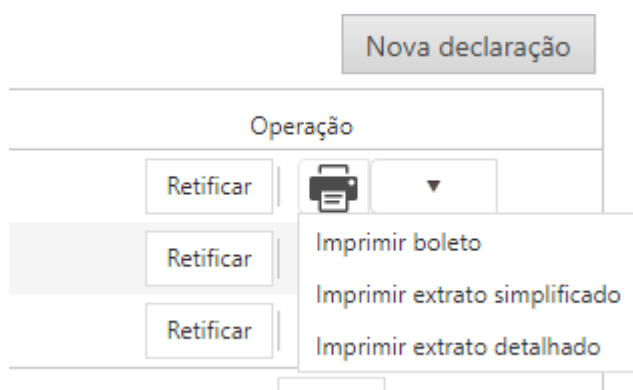 Nova declaração
Operação
Retificar
Imprimir boleto
Retificar
Imprimir extrato simplificado
Retificar
Imprimir extrato detalhado